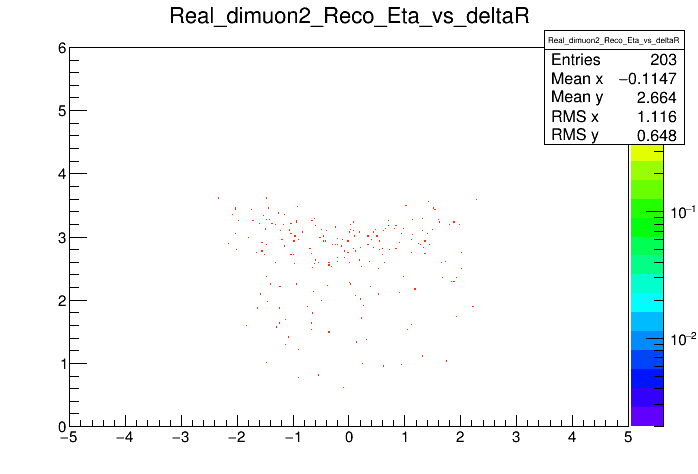 Real_dimuon2_Reco_Eta_vs_deltaR
Real_dimuon2_Reco_Eta_vs_deltaR
Entries 203
Mean x −0.1147
Mean y 2.664
RMS x 1.116
RMS y 0.648
6
5
4
3
2
1
0
10−1
10−2
−5 −4 −3 −2 −1 0 1 2 3 4 5